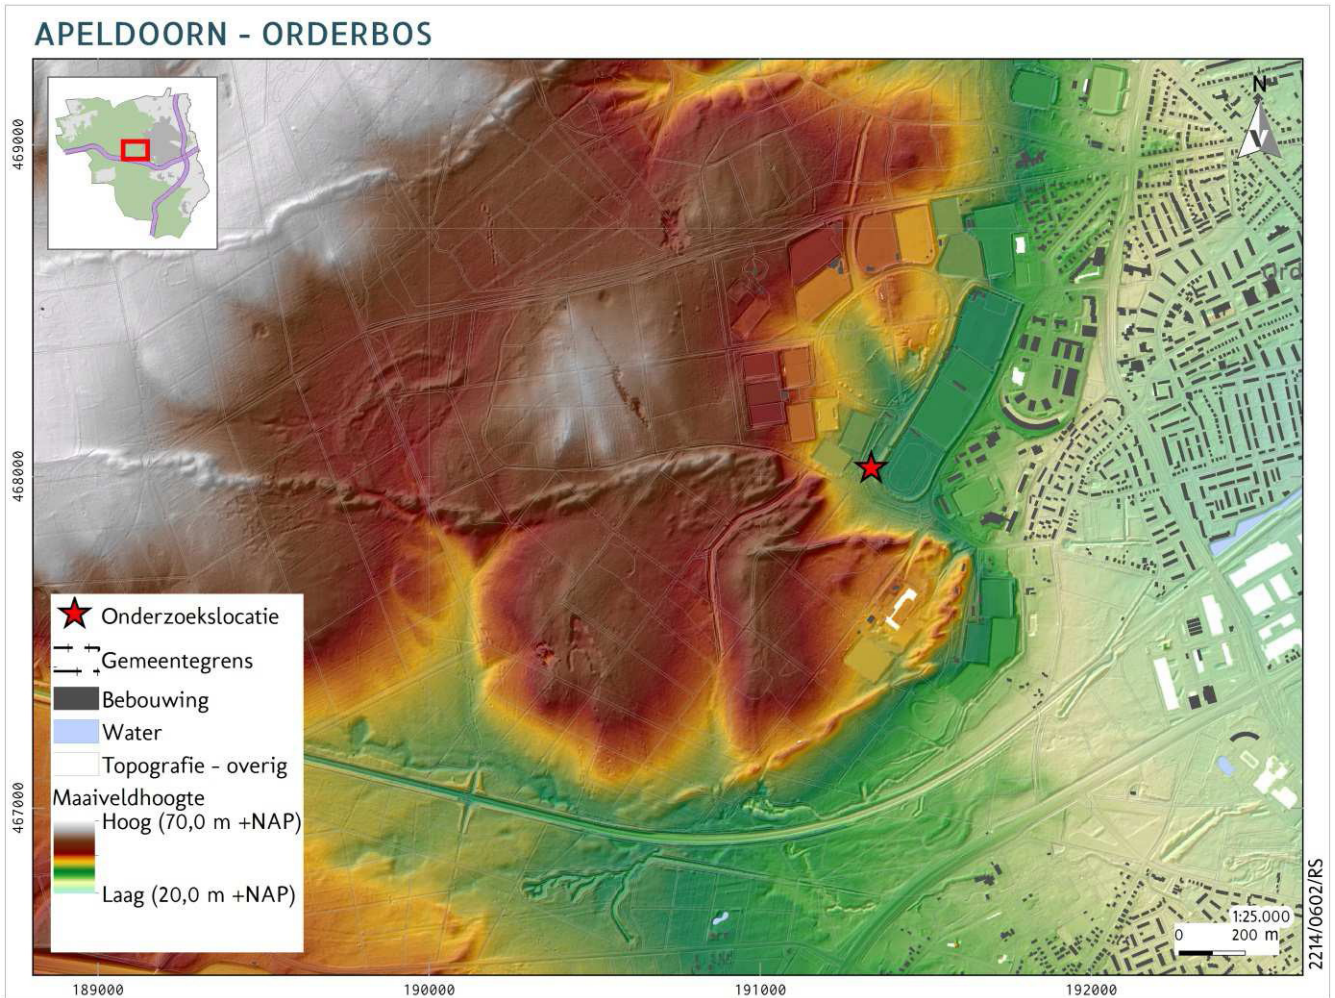 APELDOORN - ORDERBOS
N
469000
468000
467000
Ord
Onderzoekslocatie
Gemeentegrens
Bebouwing
Water
Topografie - overig
Maaiveldhoogte
Hoog (70,0 m +NAP)
Laag (20,0 m +NAP)
1:25.000
0 200 m
2214/0602/RS
189000 190000 191000 192000